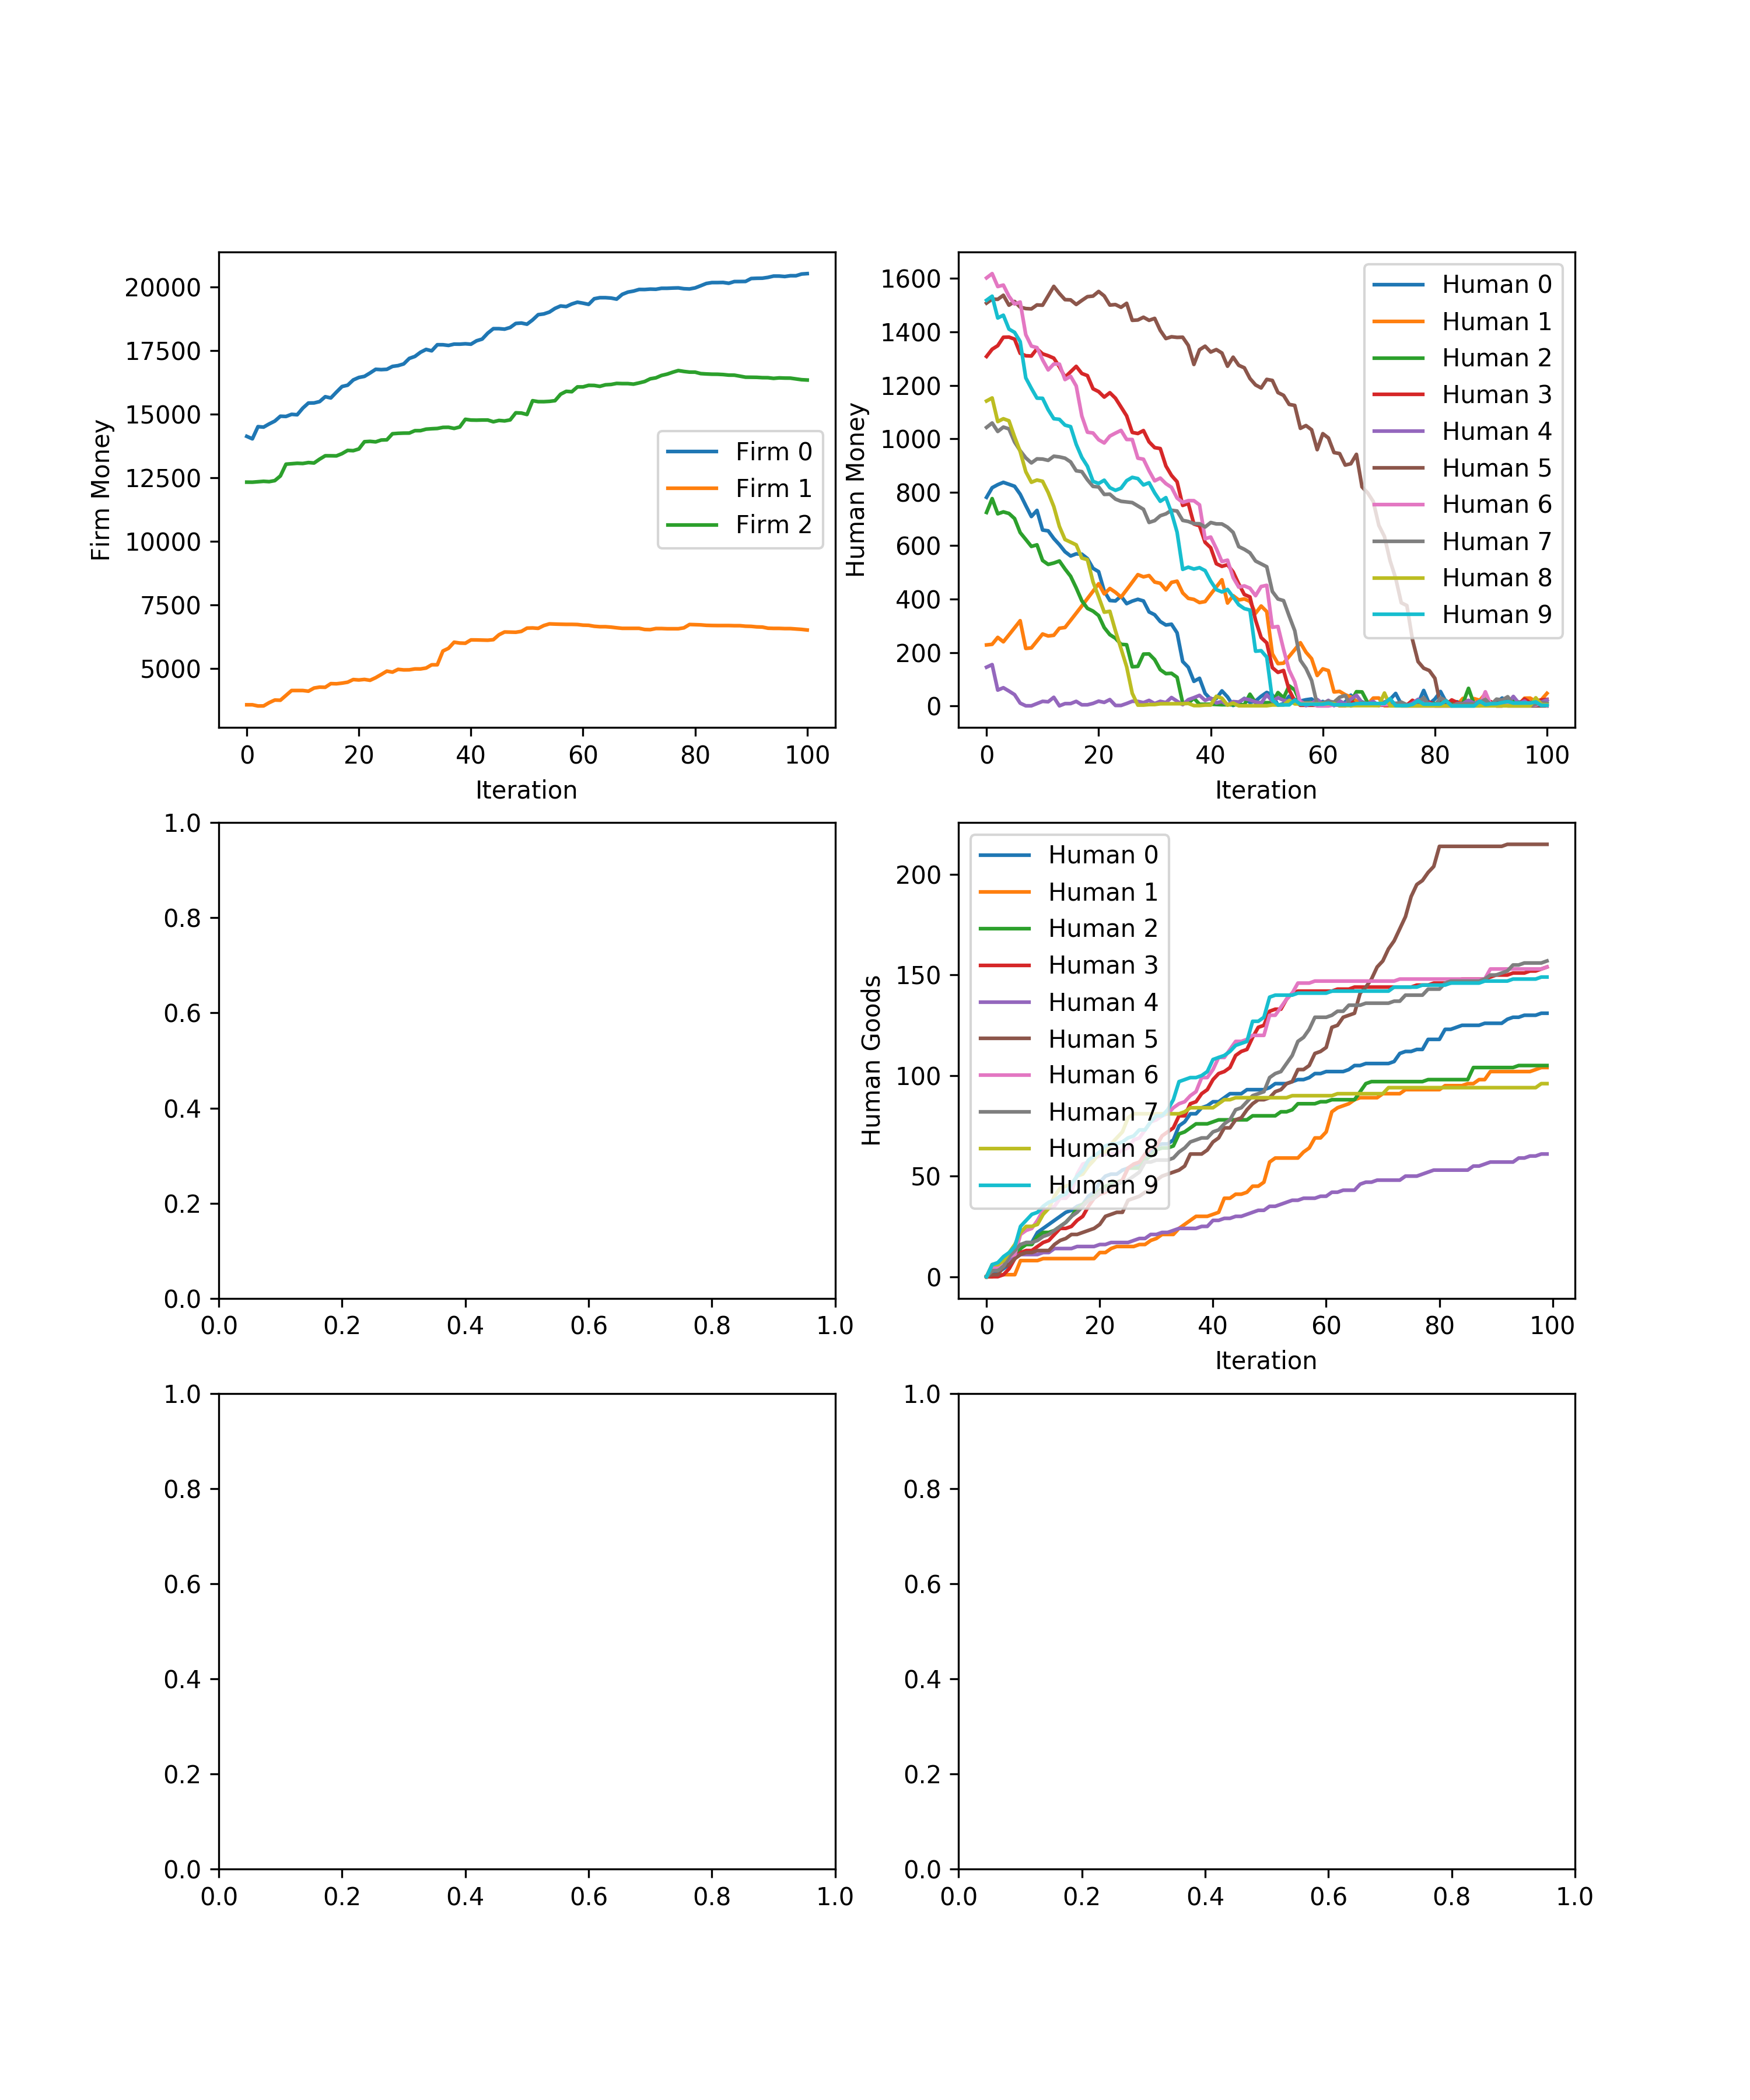 20000
17500
15000
12500
10000
7500
5000
Firm Money
Firm 0
Firm 1
Firm 2
0 20 40 60 80 100
Iteration
1600
1400
1200
1000
800
600
400
200
0
Human Money
Human 0
Human 1
Human 2
Human 3
Human 4
Human 5
Human 6
Human 7
Human 8
Human 9
0 20 40 60 80 100
Iteration
1.0
0.8
0.6
0.4
0.2
0.0
0.0 0.2 0.4 0.6 0.8 1.0
200
150
100
50
0
Human Goods
Human 0
Human 1
Human 2
Human 3
Human 4
Human 5
Human 6
Human 7
Human 8
Human 9
0 20 40 60 80 100
Iteration
1.0
0.8
0.6
0.4
0.2
0.0
0.0 0.2 0.4 0.6 0.8 1.0
1.0
0.8
0.6
0.4
0.2
0.0
0.0 0.2 0.4 0.6 0.8 1.0